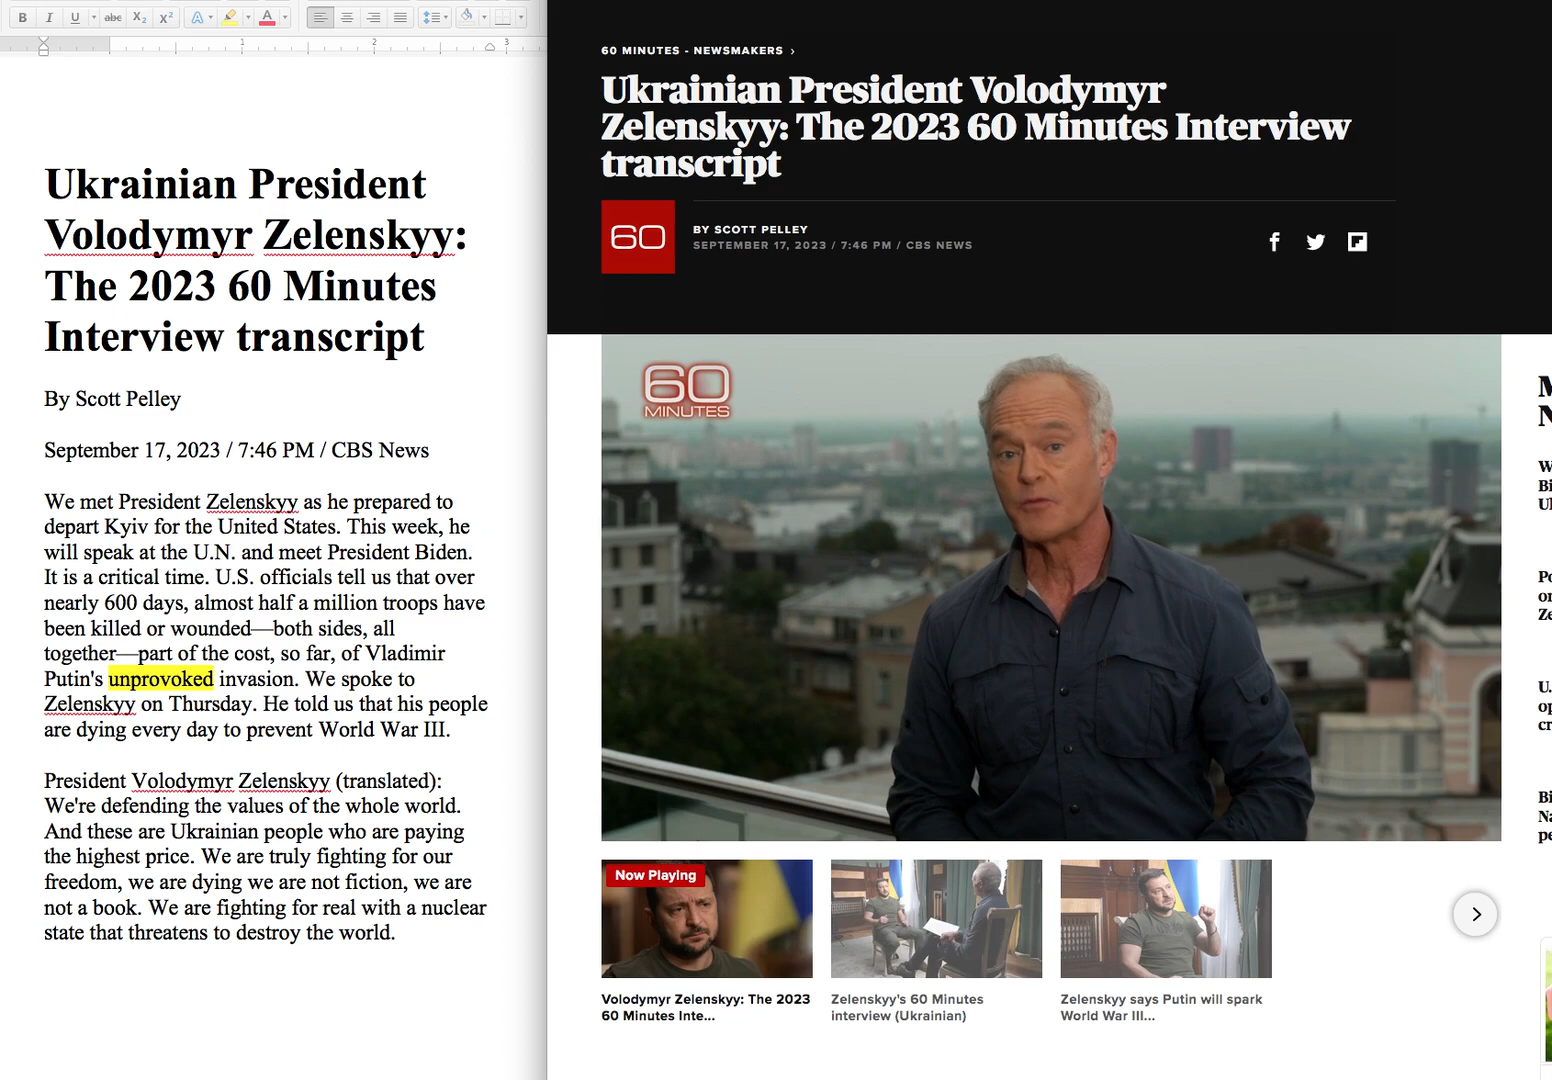 B I U abc X₂ X² A A
1 2 3
Ukrainian President
Volodymyr Zelenskyy:
The 2023 60 Minutes
Interview transcript
By Scott Pelley
September 17, 2023 / 7:46 PM / CBS News
We met President Zelenskyy as he prepared to
depart Kyiv for the United States. This week, he
will speak at the U.N. and meet President Biden.
It is a critical time. U.S. officials tell us that over
nearly 600 days, almost half a million troops have
been killed or wounded—both sides, all
together—part of the cost, so far, of Vladimir
Putin's unprovoked invasion. We spoke to
Zelenskyy on Thursday. He told us that his people
are dying every day to prevent World War III.
President Volodymyr Zelenskyy (translated):
We're defending the values of the whole world.
And these are Ukrainian people who are paying
the highest price. We are truly fighting for our
freedom, we are dying we are not fiction, we are
not a book. We are fighting for real with a nuclear
state that threatens to destroy the world.
60 MINUTES - NEWSMAKERS ›
Ukrainian President Volodymyr
Zelenskyy: The 2023 60 Minutes Interview
transcript
60
BY SCOTT PELLEY
SEPTEMBER 17, 2023 / 7:46 PM / CBS NEWS
60
MINUTES
Now Playing
Volodymyr Zelenskyy: The 2023
60 Minutes Inte...
Zelenskyy's 60 Minutes
interview (Ukrainian)
Zelenskyy says Putin will spark
World War III...